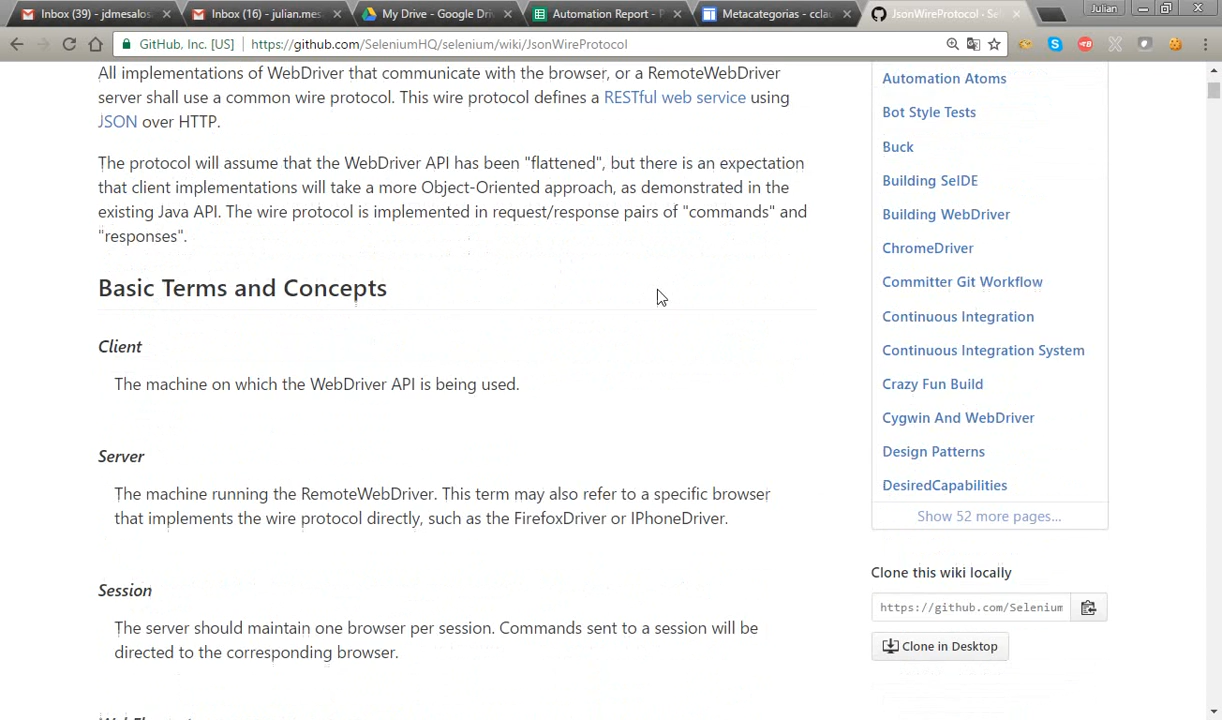 Inbox (39) - jdmesalos
Inbox (16) - julian.mes
My Drive - Google Dri
Automation Report - P
Metacategorias - ccla
JsonWireProtocol · Sel
Julian
GitHub, Inc. [US]
https://github.com/SeleniumHQ/selenium/wiki/JsonWireProtocol
All implementations of WebDriver that communicate with the browser, or a RemoteWebDriver
server shall use a common wire protocol. This wire protocol defines a RESTful web service using
JSON over HTTP.
The protocol will assume that the WebDriver API has been "flattened", but there is an expectation
that client implementations will take a more Object-Oriented approach, as demonstrated in the
existing Java API. The wire protocol is implemented in request/response pairs of "commands" and
"responses".
Basic Terms and Concepts
Client
The machine on which the WebDriver API is being used.
Server
The machine running the RemoteWebDriver. This term may also refer to a specific browser
that implements the wire protocol directly, such as the FirefoxDriver or IPhoneDriver.
Session
The server should maintain one browser per session. Commands sent to a session will be
directed to the corresponding browser.
Automation Atoms
Bot Style Tests
Buck
Building SeIDE
Building WebDriver
ChromeDriver
Committer Git Workflow
Continuous Integration
Continuous Integration System
Crazy Fun Build
Cygwin And WebDriver
Design Patterns
DesiredCapabilities
Show 52 more pages...
Clone this wiki locally
https://github.com/Selenium
Clone in Desktop